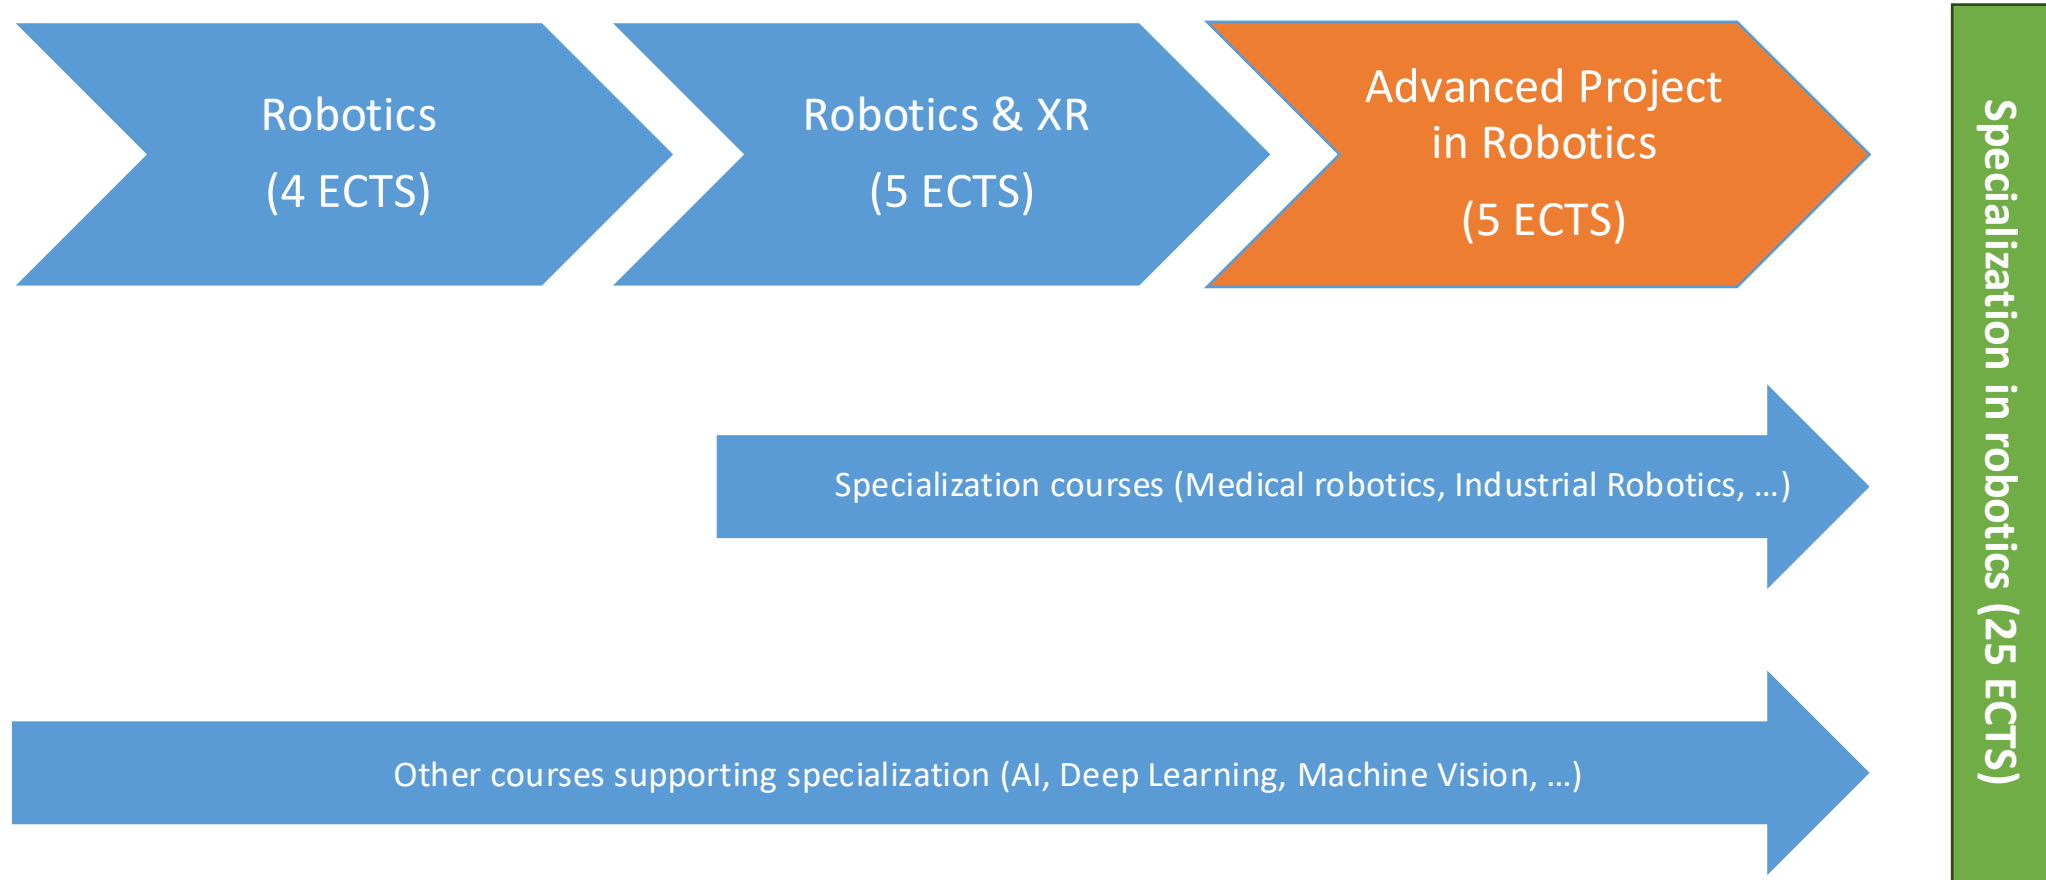 Robotics
(4 ECTS)
Robotics & XR
(5 ECTS)
Advanced Project
in Robotics
(5 ECTS)
Specialization courses (Medical robotics, Industrial Robotics, …)
Other courses supporting specialization (AI, Deep Learning, Machine Vision, …)
Specialization in robotics (25 ECTS)